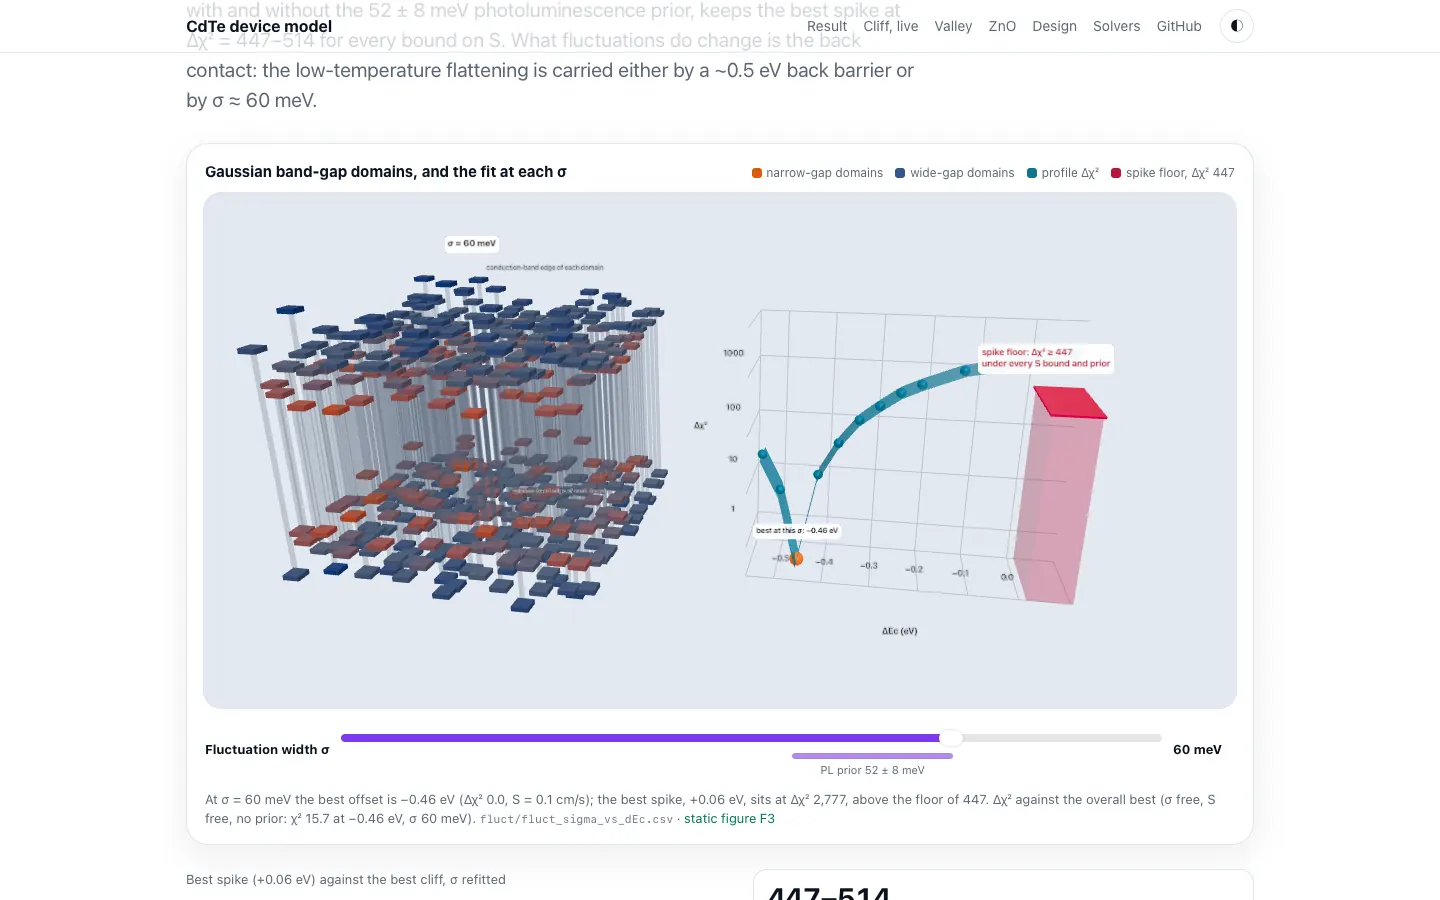 with and without the 52 ± 8 meV photoluminescence prior, keeps the best spike at
CdTe device model
Result Cliff, live Valley ZnO Design Solvers GitHub
Δχ² = 447–514 for every bound on S. What fluctuations do change is the back
contact: the low-temperature flattening is carried either by a ~0.5 eV back barrier or
by σ ≈ 60 meV.
Gaussian band-gap domains, and the fit at each σ
narrow-gap domains wide-gap domains profile Δχ² spike floor, Δχ² 447
σ = 60 meV
conduction-band edge of each domain
1000
100
10
1
Δχ²
spike floor: Δχ² ≥ 447
under every S bound and prior
best at this σ: −0.46 eV
−0.5 −0.4 −0.3 −0.2 −0.1 0.0
ΔEc (eV)
Fluctuation width σ
60 meV
PL prior 52 ± 8 meV
At σ = 60 meV the best offset is −0.46 eV (Δχ² 0.0, S = 0.1 cm/s); the best spike, +0.06 eV, sits at Δχ² 2,777, above the floor of 447. Δχ² against the overall best (σ free, S
free, no prior: χ² 15.7 at −0.46 eV, σ 60 meV). fluct/fluct_sigma_vs_dEc.csv · static figure F3
Best spike (+0.06 eV) against the best cliff, σ refitted
447–514